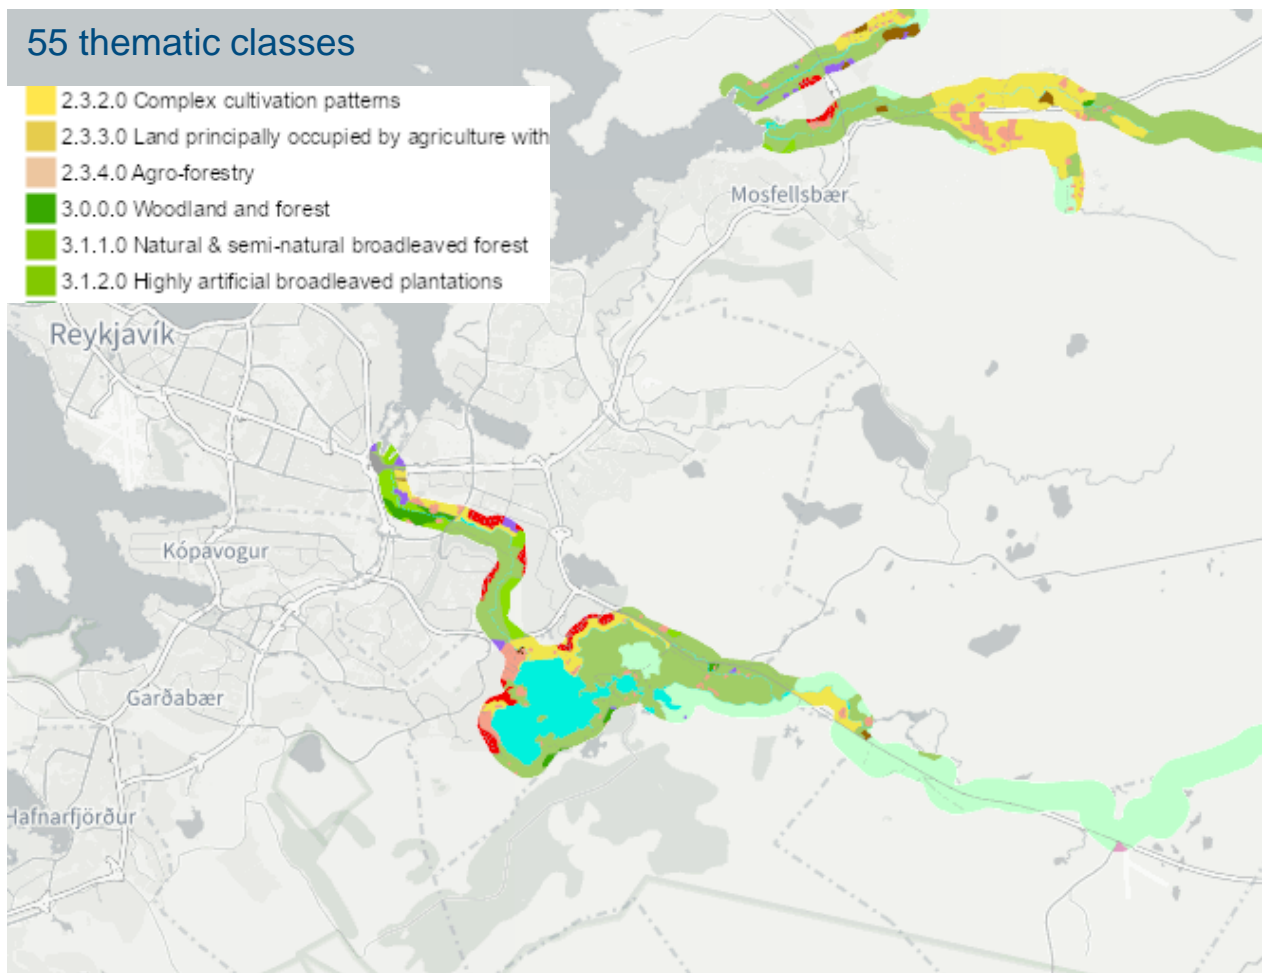 55 thematic classes
2.3.2.0 Complex cultivation patterns
2.3.3.0 Land principally occupied by agriculture with
2.3.4.0 Agro-forestry
3.0.0.0 Woodland and forest
3.1.1.0 Natural & semi-natural broadleaved forest
3.1.2.0 Highly artificial broadleaved plantations
Mosfellsbær
Reykjavík
Kópavogur
Garðabær
Hafnarfjörður